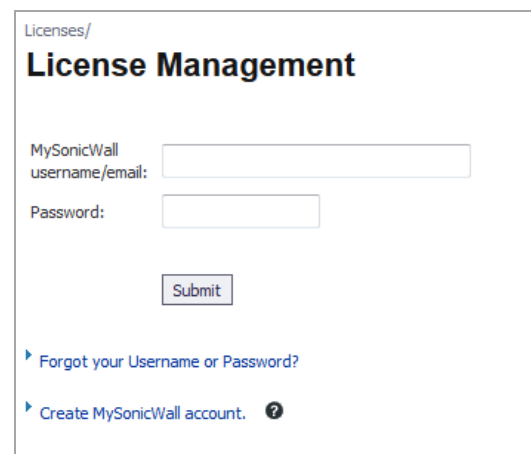 Licenses/
License Management
MySonicWall
username/email:
Password:
Submit
Forgot your Username or Password?
Create MySonicWall account. ?